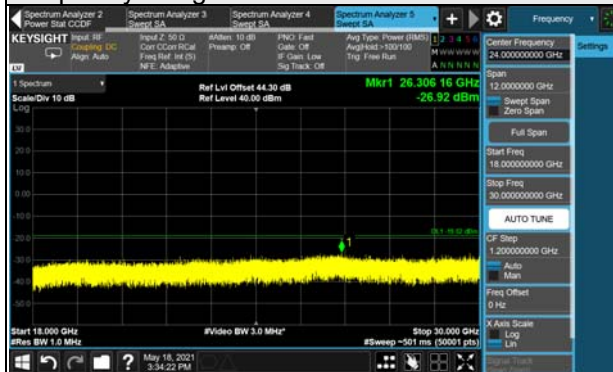 Spectrum Analyzer 2
Power Stat CCDF
Spectrum Analyzer 3
Swept SA
Spectrum Analyzer 4
Swept SA
Spectrum Analyzer 5
Swept SA
Frequency
KEYSIGHT
Input: RF
Coupling: DC
Align: Auto
Input Z: 50 Ω
Corr CCorr RCal
Freq Ref: Int (S)
NFE: Adaptive
#Atten: 10 dB
Preamp: Off
PNO: Fast
Gate: Off
IF Gain: Low
Sig Track: Off
Avg Type: Power (RMS)
Avg|Hold:>100/100
Trig: Free Run
1 2 3 4 5 6
M W W W W W
A N N N N N
LXI
1 Spectrum
Scale/Div 10 dB
Log
Ref Lvl Offset 44.30 dB
Ref Level 40.00 dBm
Mkr1 26.306 16 GHz
-26.92 dBm
30.0
20.0
10.0
0.00
-10.0
-20.0
-30.0
-40.0
-50.0
1
Start 18.000 GHz
#Res BW 1.0 MHz
#Video BW 3.0 MHz*
Stop 30.000 GHz
#Sweep ~501 ms (50001 pts)
May 18, 2021
3:34:22 PM
Center Frequency
24.000000000 GHz
Settings
Span
12.0000000 GHz
Swept Span
Zero Span
Full Span
Start Freq
18.000000000 GHz
Stop Freq
30.000000000 GHz
AUTO TUNE
CF Step
1.200000000 GHz
Auto
Man
Freq Offset
0 Hz
X Axis Scale
Log
Lin
Signal Track